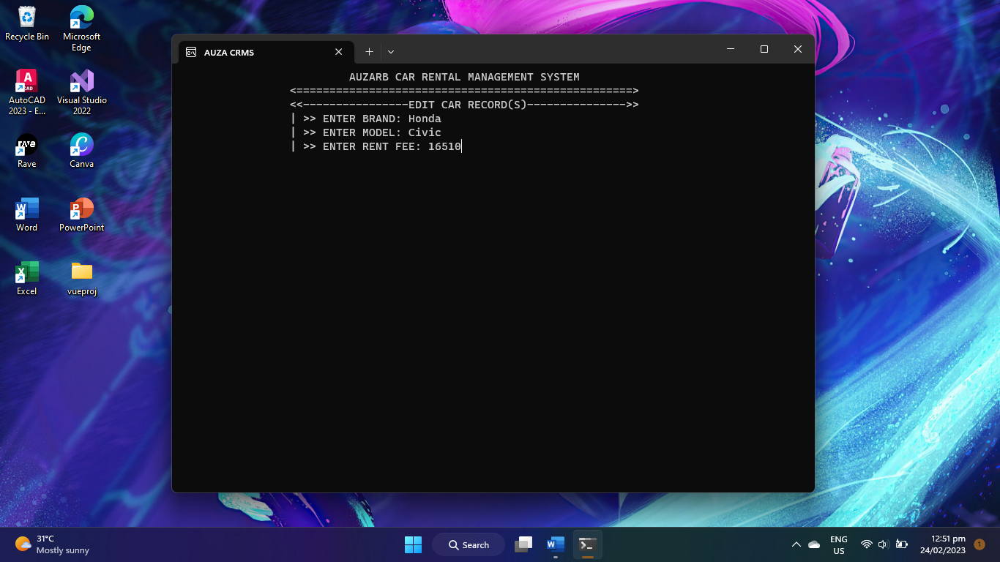 Recycle Bin
Microsoft
Edge
AutoCAD
2023 - E...
Visual Studio
2022
rave
Rave
Canva
Word
PowerPoint
Excel
vueproj
AUZA CRMS
AUZARB CAR RENTAL MANAGEMENT SYSTEM
<===================================================>
<<----------------EDIT CAR RECORD(S)--------------->>
| >> ENTER BRAND: Honda
| >> ENTER MODEL: Civic
| >> ENTER RENT FEE: 16510
31°C
Mostly sunny
Search
ENG
US
12:51 pm
24/02/2023
1